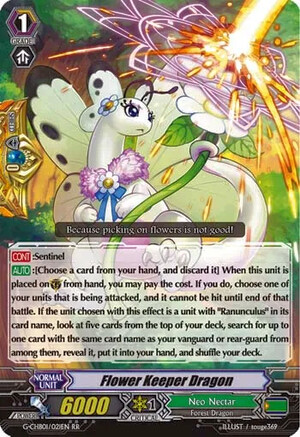 GRADE
1
Because picking on flowers is not good!
CONT :Sentinel
AUTO :[Choose a card from your hand, and discard it] When this unit is
placed on from hand, you may pay the cost. If you do, choose one of
your units that is being attacked, and it cannot be hit until end of that
battle. If the unit chosen with this effect is a unit with "Ranunculus" in its
card name, look at five cards from the top of your deck, search for up to
one card with the same card name as your vanguard or rear-guard from
among them, reveal it, put it into your hand, and shuffle your deck.
NORMAL
UNIT
Flower Keeper Dragon
POWER
6000
1
CRITICAL
Neo Nectar
Forest Dragon
G-CHB01/021EN RR
ILLUST / touge369